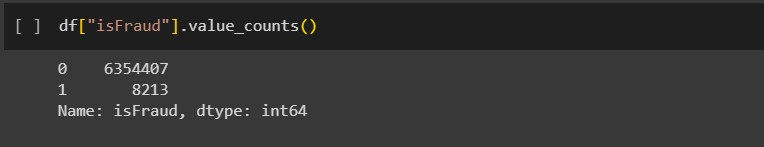 [ ] df["isFraud"].value_counts()
0    6354407
1       8213
Name: isFraud, dtype: int64